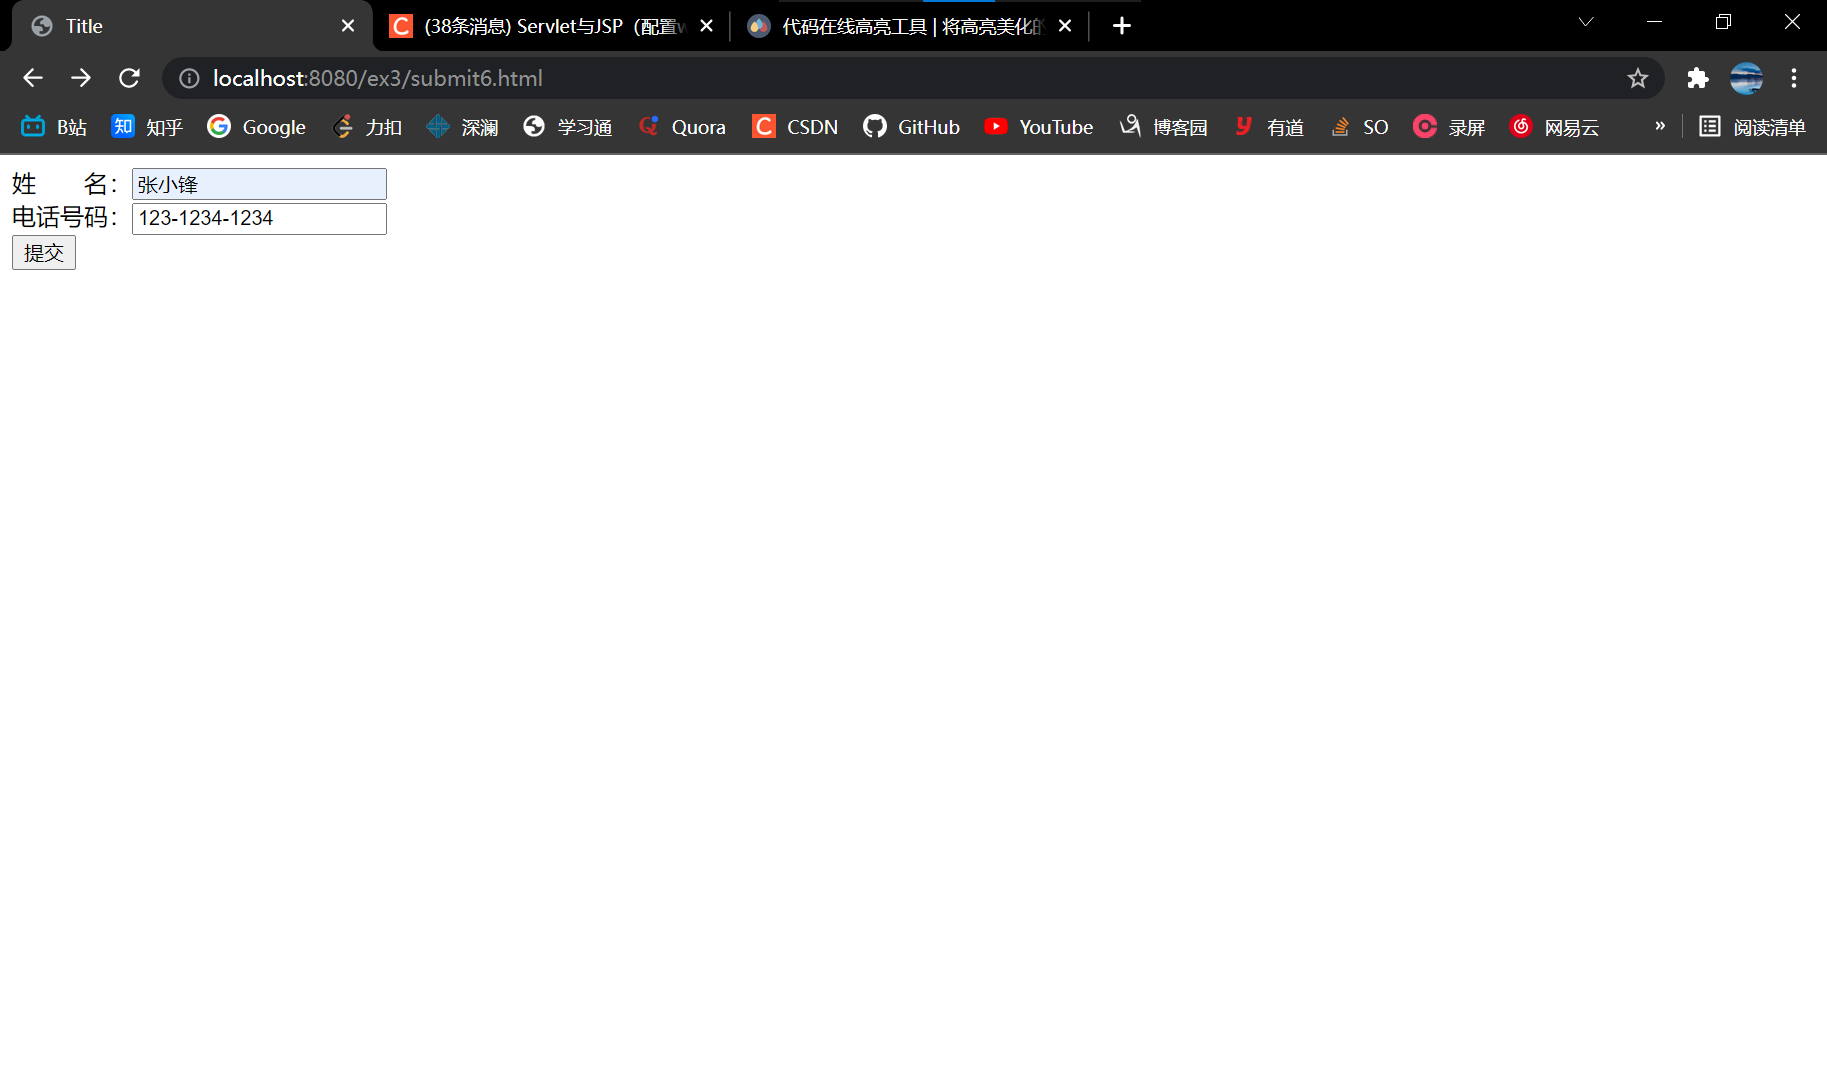 Title
(38条消息) Servlet与JSP（配置w
代码在线高亮工具 | 将高亮美化的
localhost:8080/ex3/submit6.html
B站 知乎 Google 力扣 深澜 学习通 Quora CSDN GitHub YouTube 博客园 有道 SO 录屏 网易云 » 阅读清单
姓　　名：张小锋
电话号码：123-1234-1234
提交